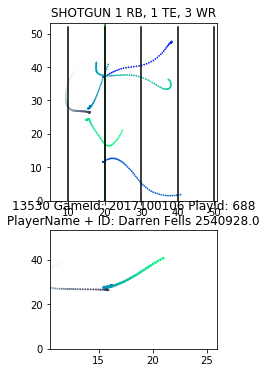 SHOTGUN 1 RB, 1 TE, 3 WR
50
40
30
20
10
0
10 20 30 40 50
13530 GameId: 2017100106 PlayId: 688
PlayerName + ID: Darren Fells 2540928.0
40
20
0
15 20 25